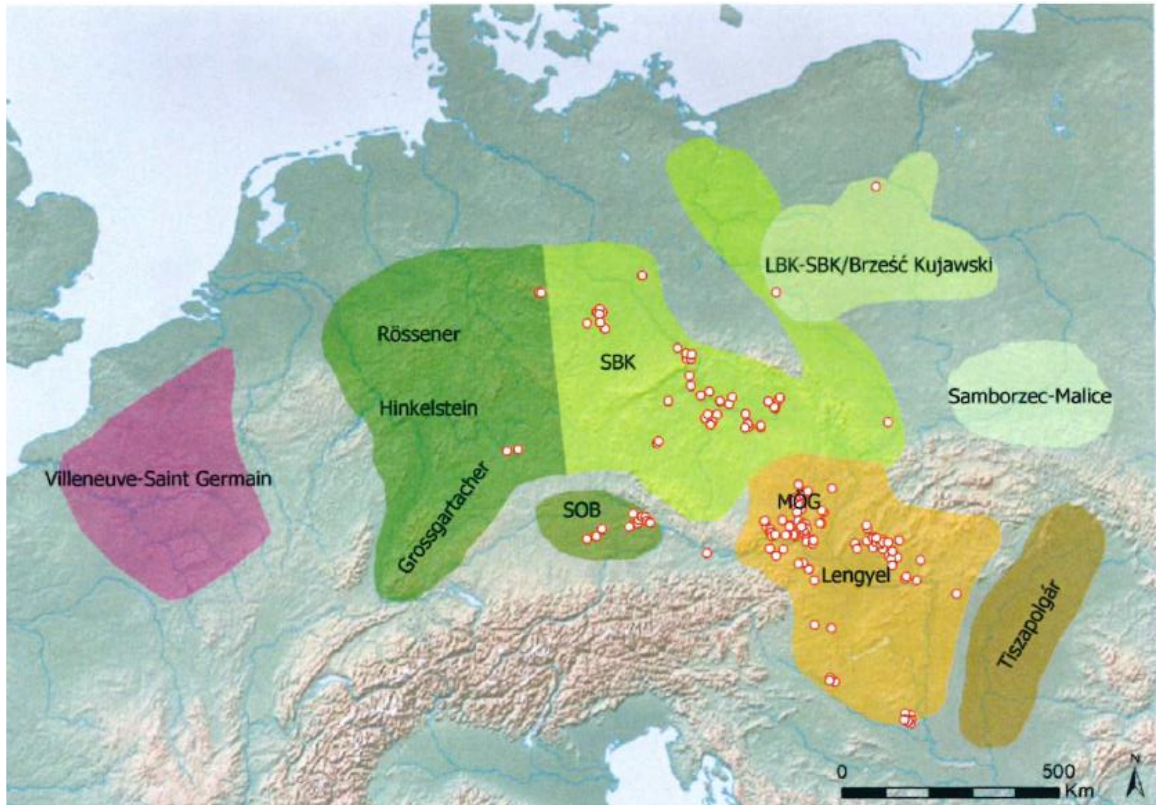 LBK-SBK/Brześć Kujawski
Rössener
SBK
Hinkelstein
Samborzec-Malice
Villeneuve-Saint Germain
Grossgartacher
SOB
MOG
Lengyel
Tiszapolgár
N
0 500
Km